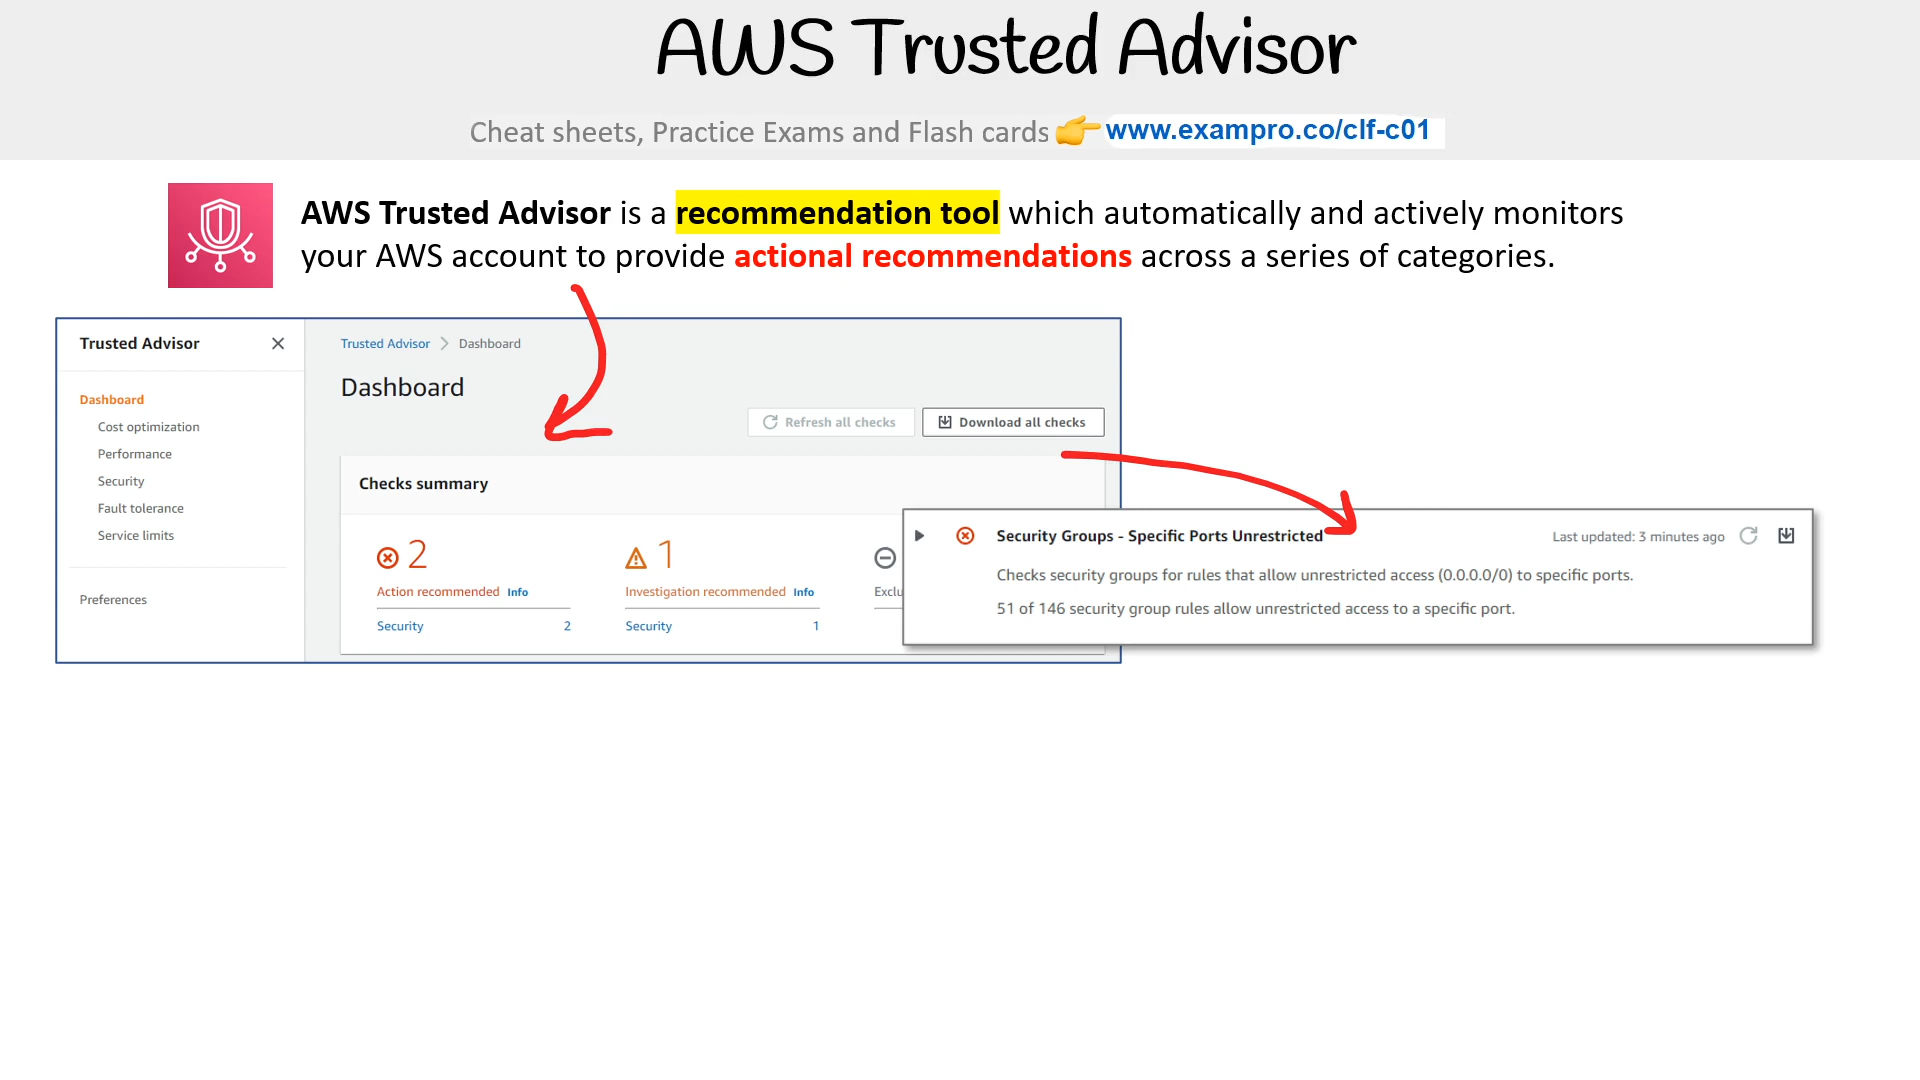 AWS Trusted Advisor
Cheat sheets, Practice Exams and Flash cards 👉 www.exampro.co/clf-c01
AWS Trusted Advisor is a recommendation tool which automatically and actively monitors
your AWS account to provide actional recommendations across a series of categories.
Trusted Advisor
Dashboard
Cost optimization
Performance
Security
Fault tolerance
Service limits
Preferences
Trusted Advisor > Dashboard
Dashboard
Refresh all checks
Download all checks
Checks summary
2
Action recommended Info
Security 2
1
Investigation recommended Info
Security 1
Exclu
Security Groups - Specific Ports Unrestricted
Last updated: 3 minutes ago
Checks security groups for rules that allow unrestricted access (0.0.0.0/0) to specific ports.
51 of 146 security group rules allow unrestricted access to a specific port.